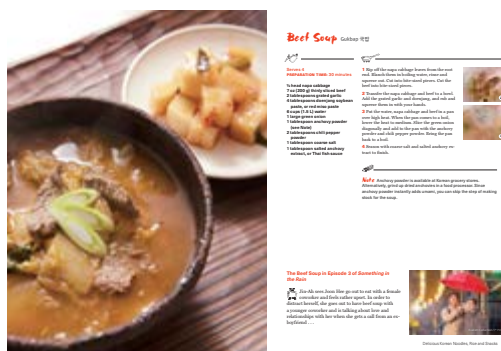 Beef Soup Gukbap 국밥
Serves 2
PREPARATION TIME: 20 minutes
½ head napa cabbage
7 oz (200 g) thinly sliced beef
2 tablespoons grated garlic
4 tablespoons doenjang soybean
paste, or red miso paste
6 cups (1.5 L) water
1 large green onion
1 tablespoon anchovy powder
(see Note)
2 tablespoons chili pepper
powder
1 tablespoon coarse salt
1 tablespoon salted anchovy
extract, or Thai fish sauce
1 Rip off the napa cabbage leaves from the root
end. Blanch them in boiling water, rinse and
squeeze out. Cut into bite-sized pieces. Cut the
beef into bite-sized pieces.
2 Transfer the napa cabbage and beef to a bowl.
Add the grated garlic and doenjang, and rub and
squeeze them in with your hands.
3 Put the water, napa cabbage and beef in a pan
over high heat. When the pan comes to a boil,
lower the heat to medium. Slice the green onion
diagonally and add to the pan with the anchovy
powder and chili pepper powder. Bring the pan
back to a boil.
4 Season with coarse salt and salted anchovy ex-
tract to finish.
Note Anchovy powder is available at Korean grocery stores.
Alternatively, grind up dried anchovies in a food processor. Since
anchovy powder instantly adds umami, you can skip the step of making
stock for the soup.
The Beef Soup in Episode 3 of Something in
the Rain
Jin-Ah sees Joon Hee go out to eat with a female
coworker and feels rather upset. In order to
distract herself, she goes out to have beef soup with
a younger coworker and is talking about love and
relationships with her when she gets a call from an ex-
boyfriend . . .
Delicious Korean Noodles, Rice and Snacks